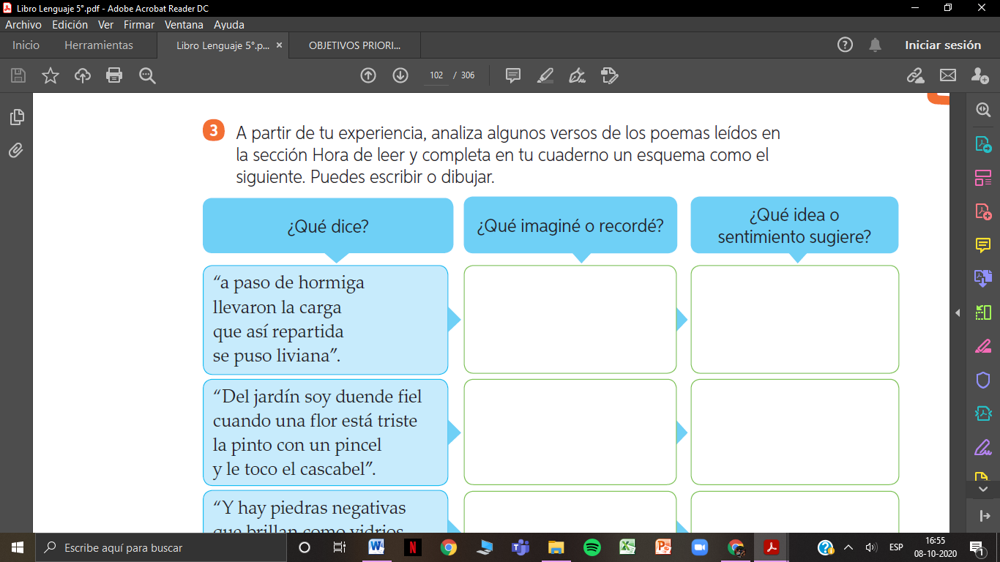 Libro Lenguaje 5°.pdf - Adobe Acrobat Reader DC
Archivo Edición Ver Firmar Ventana Ayuda
Inicio Herramientas Libro Lenguaje 5°.p... × OBJETIVOS PRIORI... Iniciar sesión
102 / 306
3 A partir de tu experiencia, analiza algunos versos de los poemas leídos en
la sección Hora de leer y completa en tu cuaderno un esquema como el
siguiente. Puedes escribir o dibujar.
¿Qué dice?
¿Qué imaginé o recordé?
¿Qué idea o
sentimiento sugiere?
“a paso de hormiga
llevaron la carga
que así repartida
se puso liviana”.
“Del jardín soy duende fiel
cuando una flor está triste
la pinto con un pincel
y le toco el cascabel”.
“Y hay piedras negativas
que brillan como vidrios
Escribe aquí para buscar
ESP
16:55
08-10-2020
1